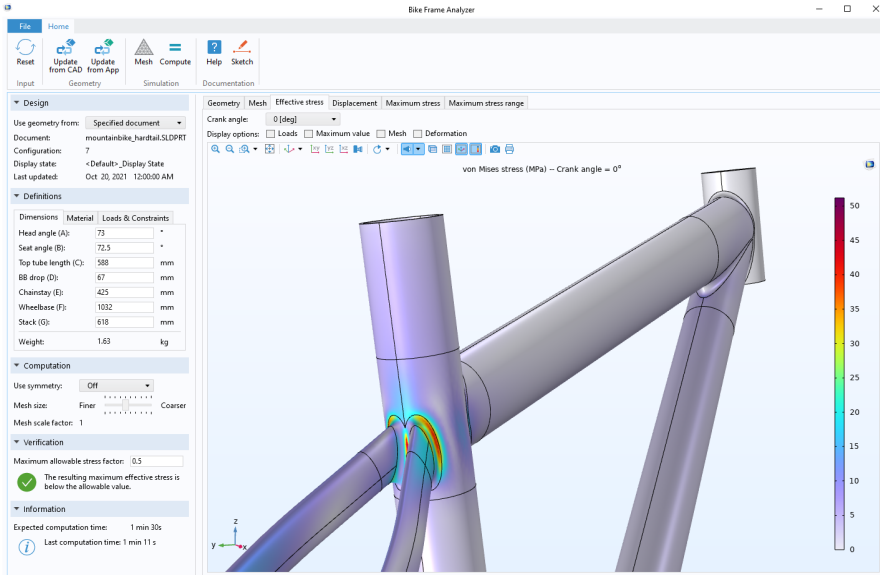 Bike Frame Analyzer
File Home
Reset
Update from CAD
Update from App
Mesh
Compute
Help
Sketch
Input
Geometry
Simulation
Documentation
Design
Use geometry from: Specified document
Document: mountainbike_hardtail.SLDPRT
Configuration: 7
Display state: <Default>_Display State
Last updated: Oct 20, 2021 12:00:00 AM
Definitions
Dimensions Material Loads & Constraints
Head angle (A): 73 °
Seat angle (B): 72.5 °
Top tube length (C): 588 mm
BB drop (D): 67 mm
Chainstay (E): 425 mm
Wheelbase (F): 1032 mm
Stack (G): 618 mm
Weight: 1.63 kg
Computation
Use symmetry: Off
Mesh size: Finer Coarser
Mesh scale factor: 1
Verification
Maximum allowable stress factor: 0.5
The resulting maximum effective stress is
below the allowable value.
Information
Expected computation time: 1 min 30s
Last computation time: 1 min 11 s
Geometry Mesh Effective stress Displacement Maximum stress Maximum stress range
Crank angle: 0 [deg]
Display options: Loads Maximum value Mesh Deformation
xy yz xz
von Mises stress (MPa) -- Crank angle = 0°
50
45
40
35
30
25
20
15
10
5
0
z
y x